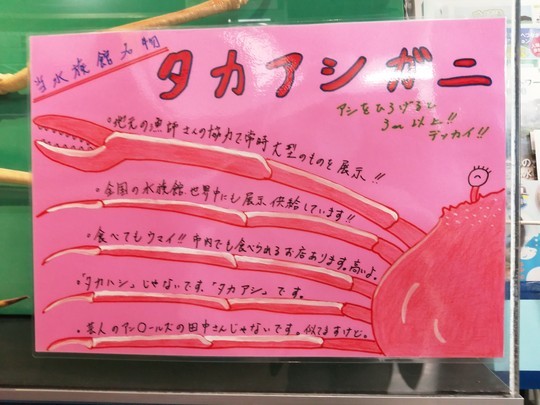 当水族館名物
タカアシガニ
アシをひろげると
3m以上!!
デッカイ!!
・地元の漁師さんの協力で常時大型のものを展示!!
・全国の水族館、世界中にも展示供給しています!!
・食べてもウマイ!!市内でも食べられるお店あります。高いよ。
・「タカハシ」じゃないです。「タカアシ」です。
・芸人のアン〇ールズの田中さんじゃないです。似てますけど。